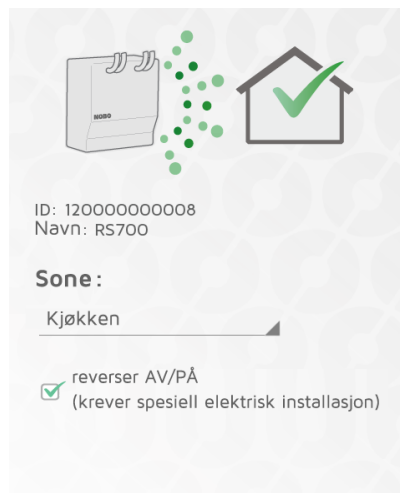 NOBO
ID: 120000000008
Navn: RS700
Sone:
Kjøkken
reverser AV/PÅ
(krever spesiell elektrisk installasjon)